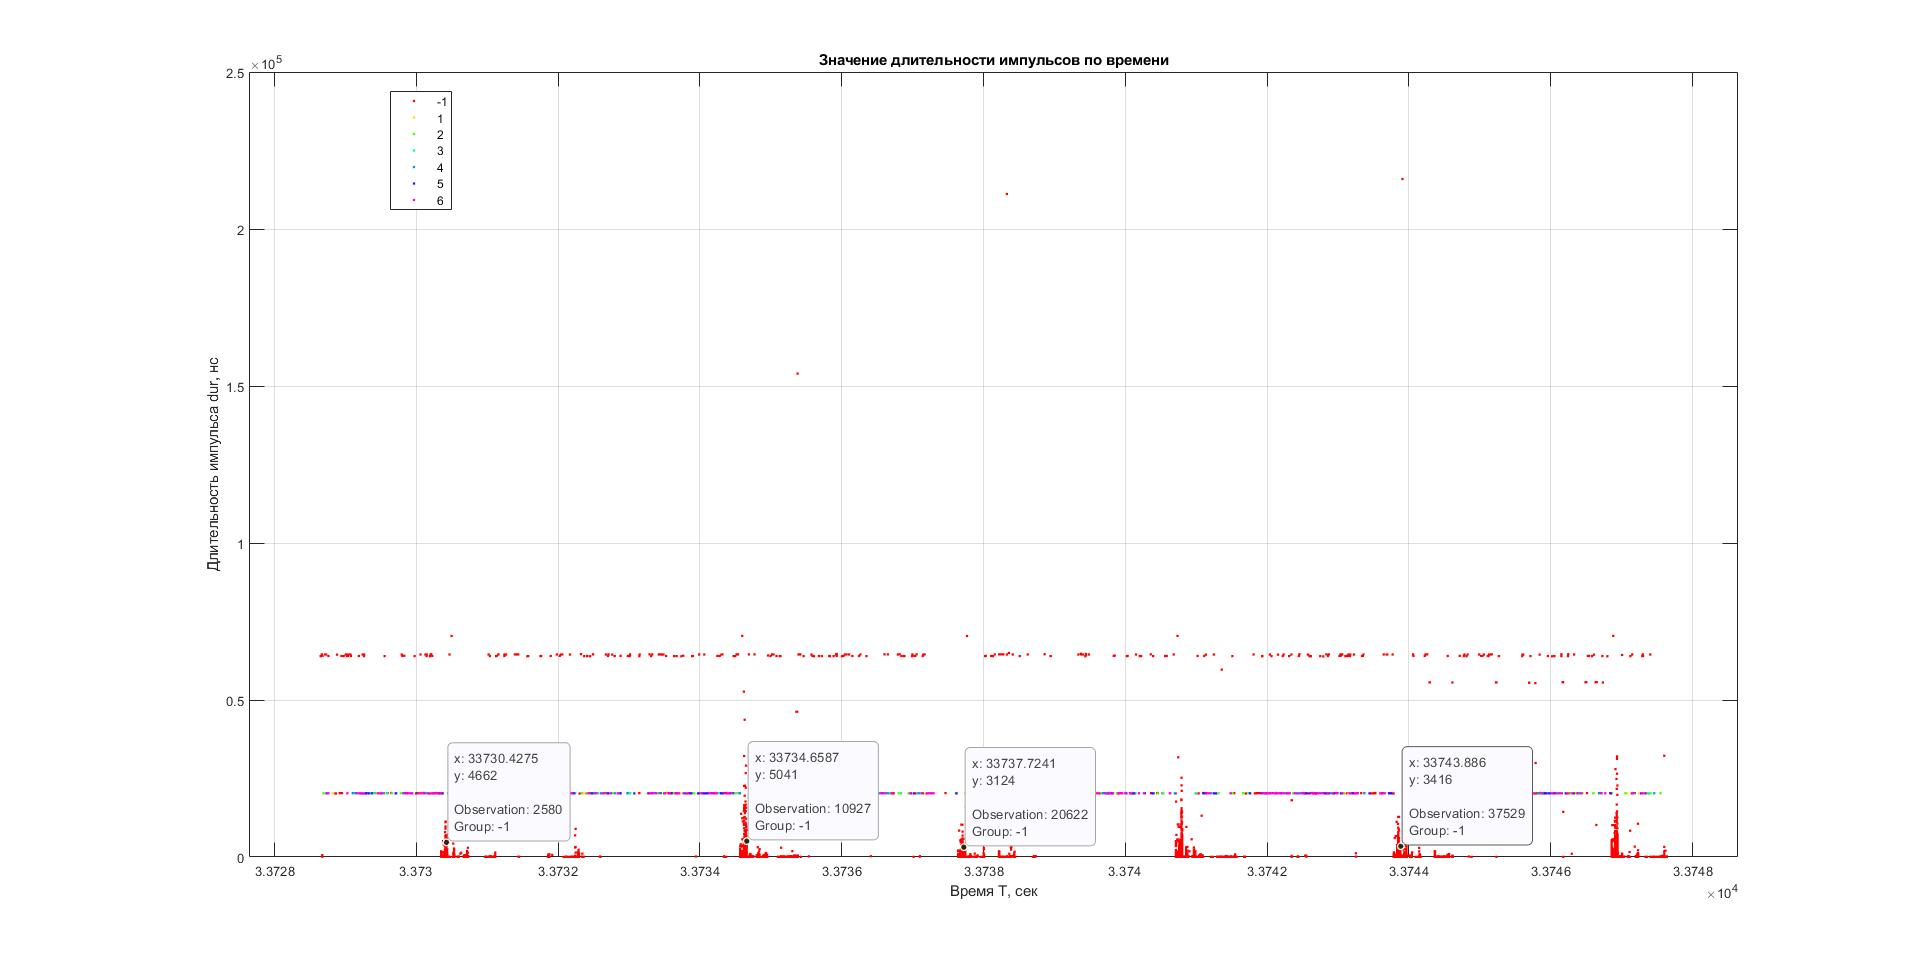 Значение длительности импульсов по времени
×10^5
2.5
2
1.5
1
0.5
0
Длительность импульса dur, нс
-1
1
2
3
4
5
6
x: 33730.4275
y: 4662
Observation: 2580
Group: -1
x: 33734.6587
y: 5041
Observation: 10927
Group: -1
x: 33737.7241
y: 3124
Observation: 20622
Group: -1
x: 33743.886
y: 3416
Observation: 37529
Group: -1
3.3728 3.373 3.3732 3.3734 3.3736 3.3738 3.374 3.3742 3.3744 3.3746 3.3748
Время T, сек
×10^4